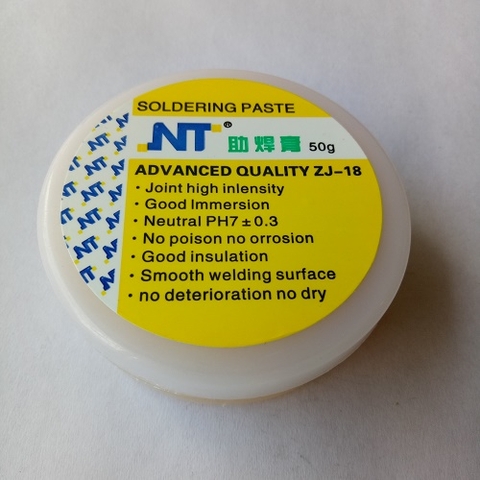 SOLDERING PASTE
NT® 助焊膏 50g
ADVANCED QUALITY ZJ-18
· Joint high inlensity
· Good Immersion
· Neutral PH7±0.3
· No poison no orrosion
· Good insulation
· Smooth welding surface
· no deterioration no dry